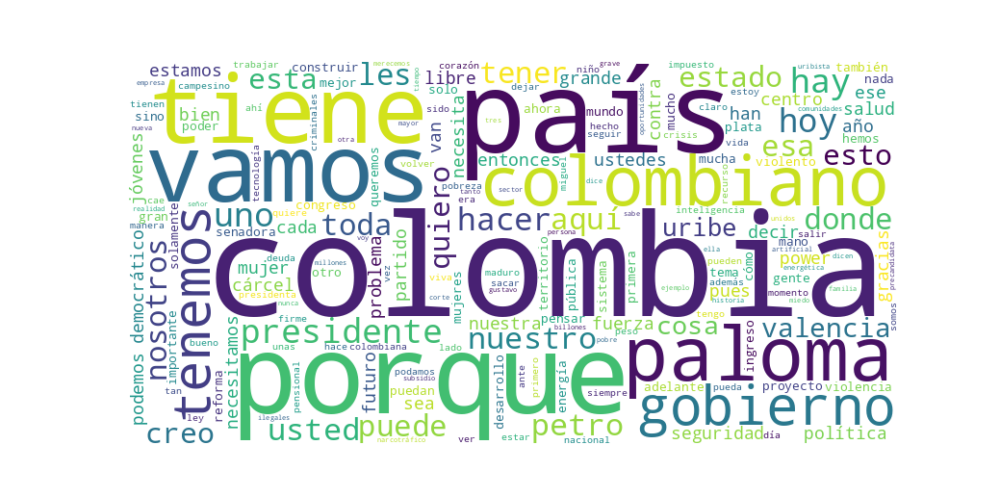 estamos
construir
corazón
merecemos
niño
grave
impuesto
uribista
también
empresa
trabajar
les
libre
tener
grande
estado
hay
nada
campesino
esta
mejor
solo
dejar
estoy
ese
tienen
tiene
país
ahora
mundo
contra
mucho
claro
centro
comunidades
salud
sino
bien
ahí
criminales
sido
hecho
seguir
oportunidades
han
hoy
año
nueva
poder
otra
mayor
van
tres
crisis
plata
vida
hemos
jóvenes
vamos
tecnología
volver
queremos
necesita
entonces
ustedes
mucha
esa
violento
esto
cae
realidad
gran
congreso
pobreza
tanto
sector
era
dice
miguel
colombiano
recurso
señor
quiere
mañera
uno
senadora
cada
toda
quiero
hacer
aquí
uribe
inteligencia
unidos
donde
decir
mano
salir
solamente
tenemos
colombia
voy
persona
sabe
ella
artificial
dicen
pueden
power
gracias
precandidata
podemos democrático
nosotros
mujer
deuda
millones
otro
vez
problema
partido
mujeres
maduro
sacar
gustavo
territorio
pública
sistema
primera
tema
además
cómo
gente
energética
cárcel
presidenta
nunca
viva
corte
pensar
ejemplo
historia
pues
momento
miedo
familia
importante
firme
tengo
somos
presidente
nuestro
nuestra
fuerza
cosa
valencia
bueno
unas
hace
colombiana
lado
billones
peso
pobre
tan
necesitamos
porque
futuro
podamos
subsidio
desarrollo
ante
energía
paloma
ingreso
reforma
pensional
puedan
primero
siempre
adelante
pueda
proyecto
violencia
ley
ilegales
sea
gobierno
creo
usted
puede
petro
seguridad
día
política
narcotráfico
ver
estar
nacional
tiempo